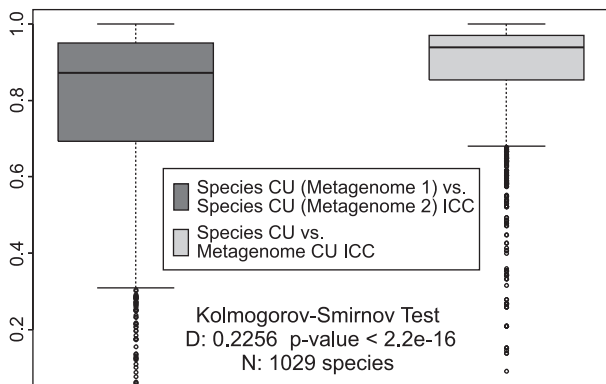 1.0
0.8
0.6
0.4
0.2
Species CU (Metagenome 1) vs.
Species CU (Metagenome 2) ICC
Species CU vs.
Metagenome CU ICC
Kolmogorov-Smirnov Test
D: 0.2256 p-value < 2.2e-16
N: 1029 species